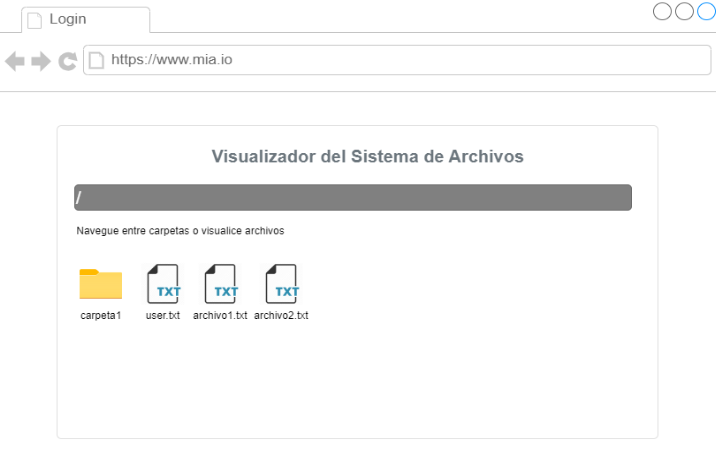 Login
https://www.mia.io
Visualizador del Sistema de Archivos
/
Navegue entre carpetas o visualice archivos
TXT TXT TXT
carpeta1 user.txt archivo1.txt archivo2.txt